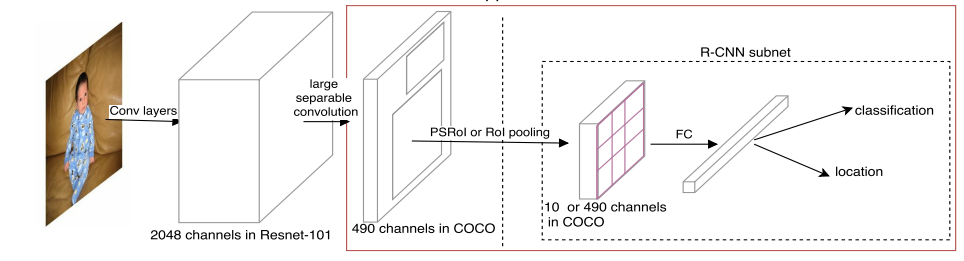 Conv layers
2048 channels in Resnet-101
large
separable
convolution
490 channels in COCO
PSRoI or RoI pooling
R-CNN subnet
10 or 490 channels
in COCO
FC
classification
location